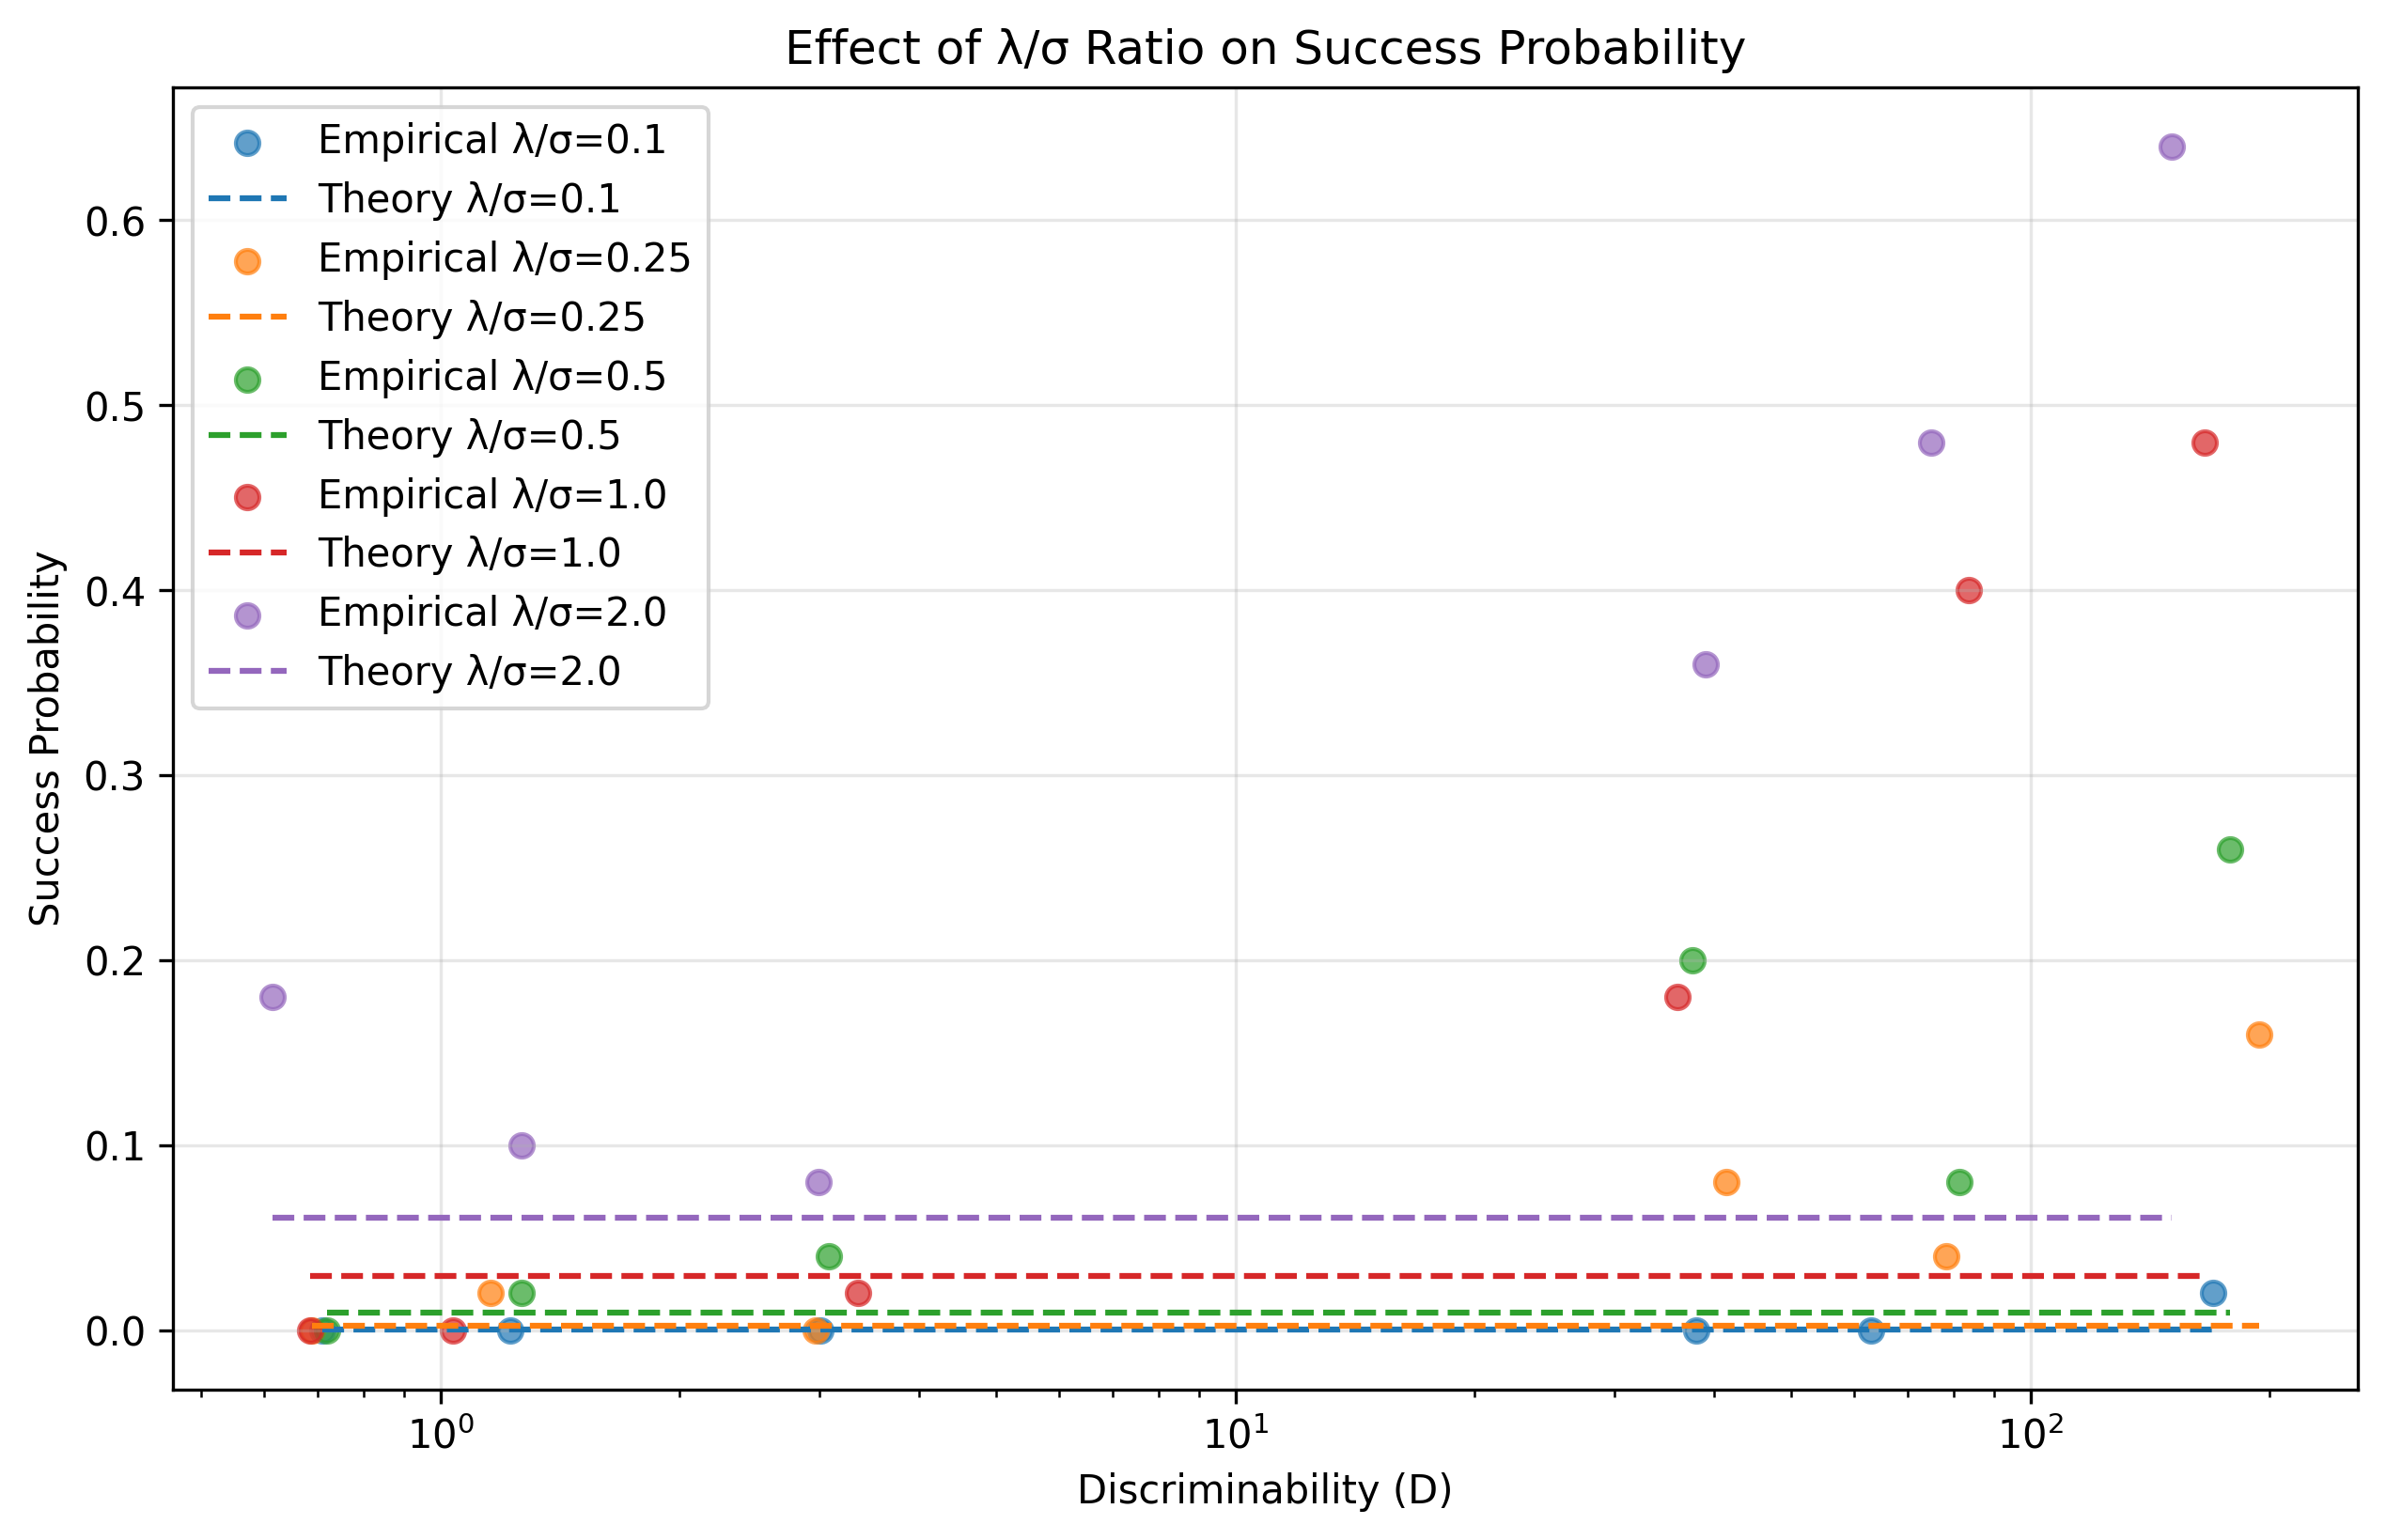 Effect of λ/σ Ratio on Success Probability
Empirical λ/σ=0.1
Theory λ/σ=0.1
Empirical λ/σ=0.25
Theory λ/σ=0.25
Empirical λ/σ=0.5
Theory λ/σ=0.5
Empirical λ/σ=1.0
Theory λ/σ=1.0
Empirical λ/σ=2.0
Theory λ/σ=2.0
Success Probability
0.6
0.5
0.4
0.3
0.2
0.1
0.0
10⁰ 10¹ 10²
Discriminability (D)